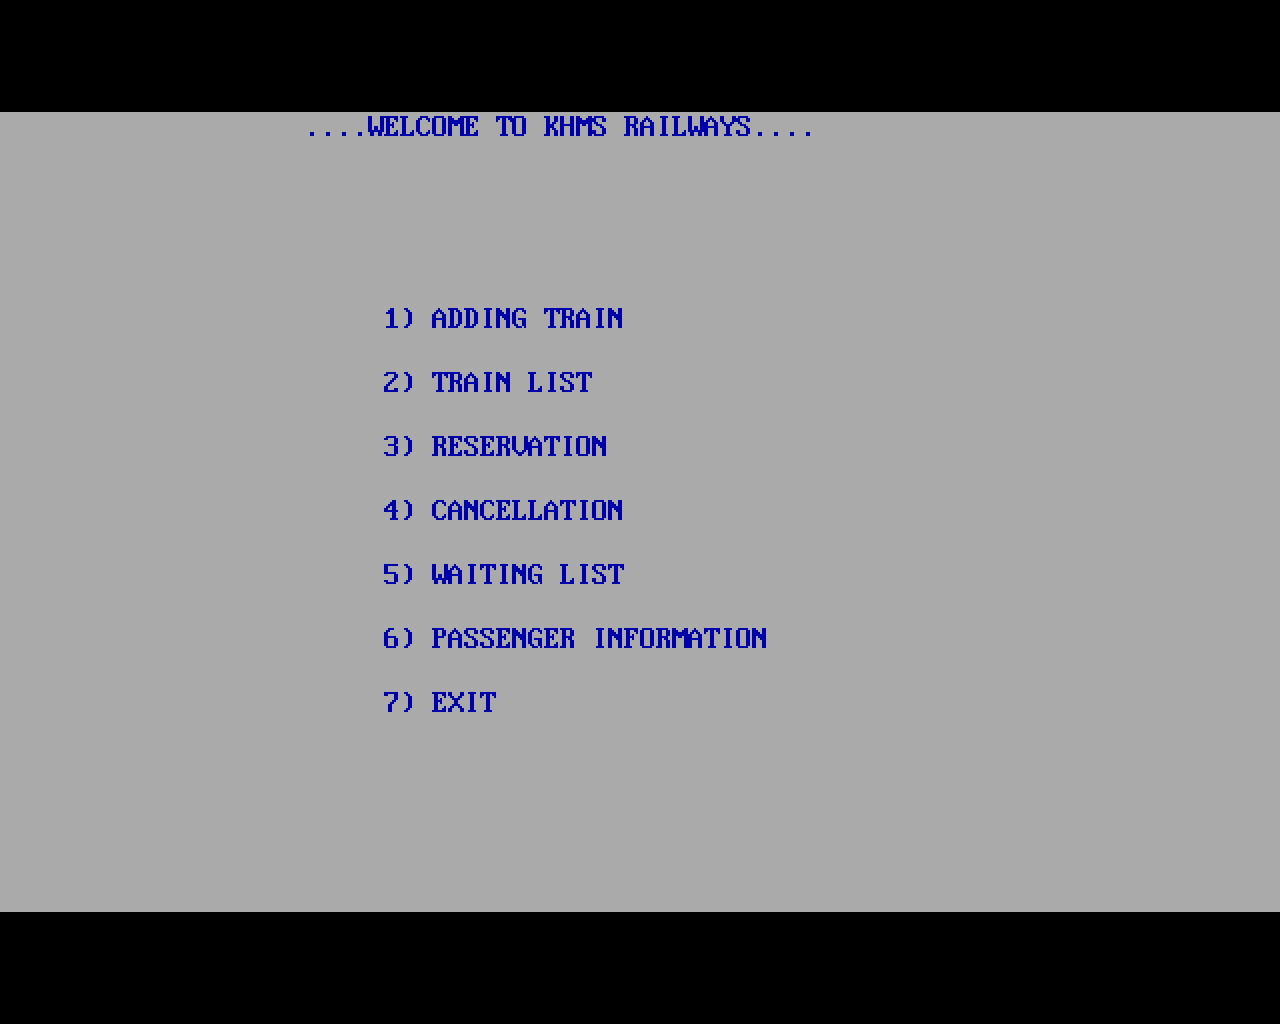 ....WELCOME TO KHMS RAILWAYS....
1) ADDING TRAIN
2) TRAIN LIST
3) RESERVATION
4) CANCELLATION
5) WAITING LIST
6) PASSENGER INFORMATION
7) EXIT